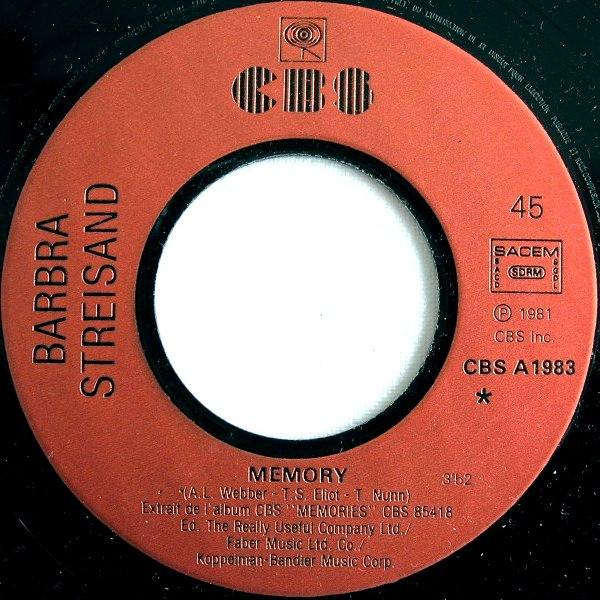 CBS
BARBRA
STREISAND
45
SACEM
SACD SDRM SGDL
℗ 1981
CBS Inc.
CBS A1983
*
MEMORY 3'52
(A.L. Webber - T.S. Eliot - T. Nunn)
Extrait de l'album CBS "MEMORIES" CBS 85418
Ed. The Really Useful Company Ltd./
Faber Music Ltd. Co./
Koppelman-Bandier Music Corp.